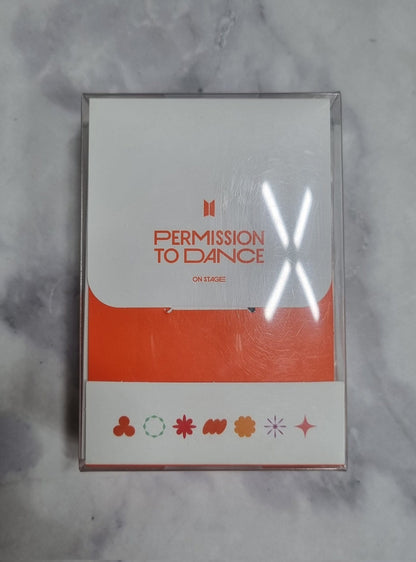 PERMISSION
TO DANCE
ON STAGE